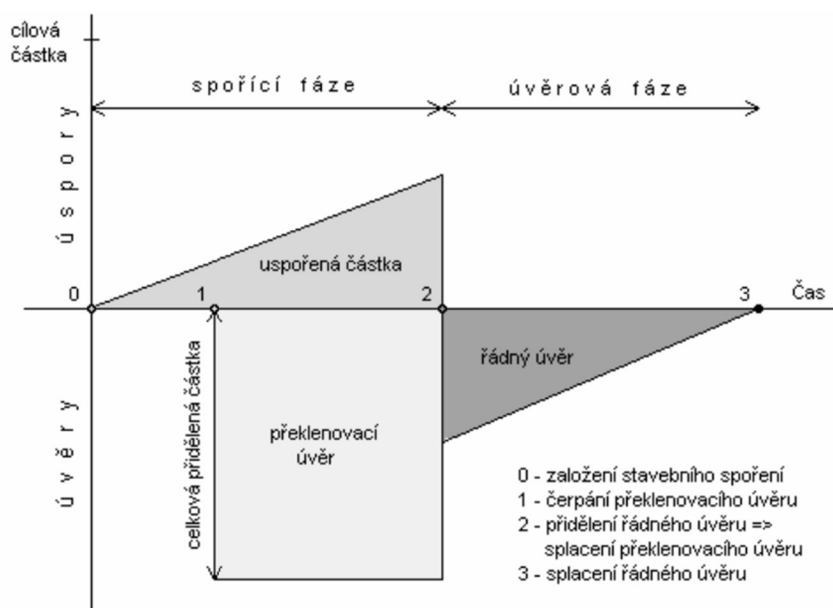 cílová
částka
spořící fáze
úvěrová fáze
úspory
uspořená částka
0
1
2
3
Čas
úvěry
celková přidělená částka
překlenovací
úvěr
řádný úvěr
0 - založení stavebního spoření
1 - čerpání překlenovacího úvěru
2 - přidělení řádného úvěru =>
splacení překlenovacího úvěru
3 - splacení řádného úvěru